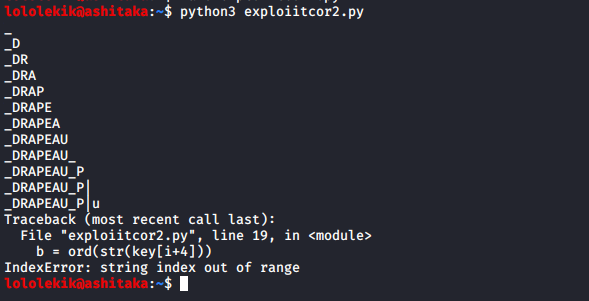 lololekik@ashitaka:~$ python3 exploiitcor2.py
_
_D
_DR
_DRA
_DRAP
_DRAPE
_DRAPEA
_DRAPEAU
_DRAPEAU_
_DRAPEAU_P
_DRAPEAU_P|
_DRAPEAU_P|u
Traceback (most recent call last):
  File "exploiitcor2.py", line 19, in <module>
    b = ord(str(key[i+4]))
IndexError: string index out of range
lololekik@ashitaka:~$